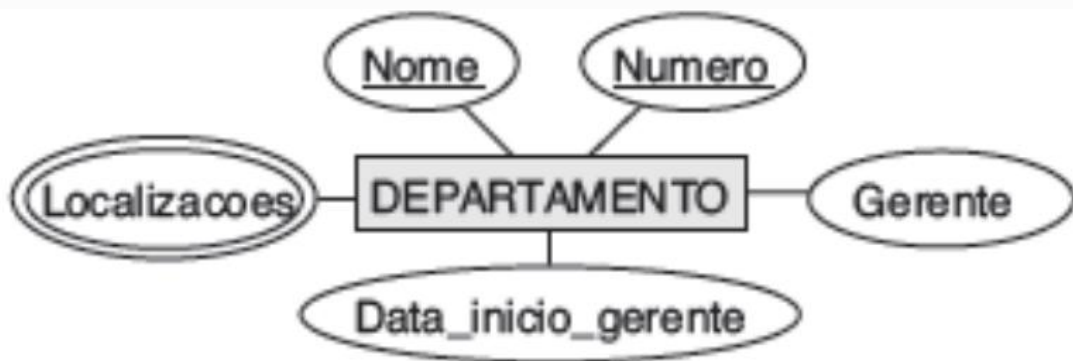 Nome
Numero
Localizacoes
DEPARTAMENTO
Gerente
Data_inicio_gerente